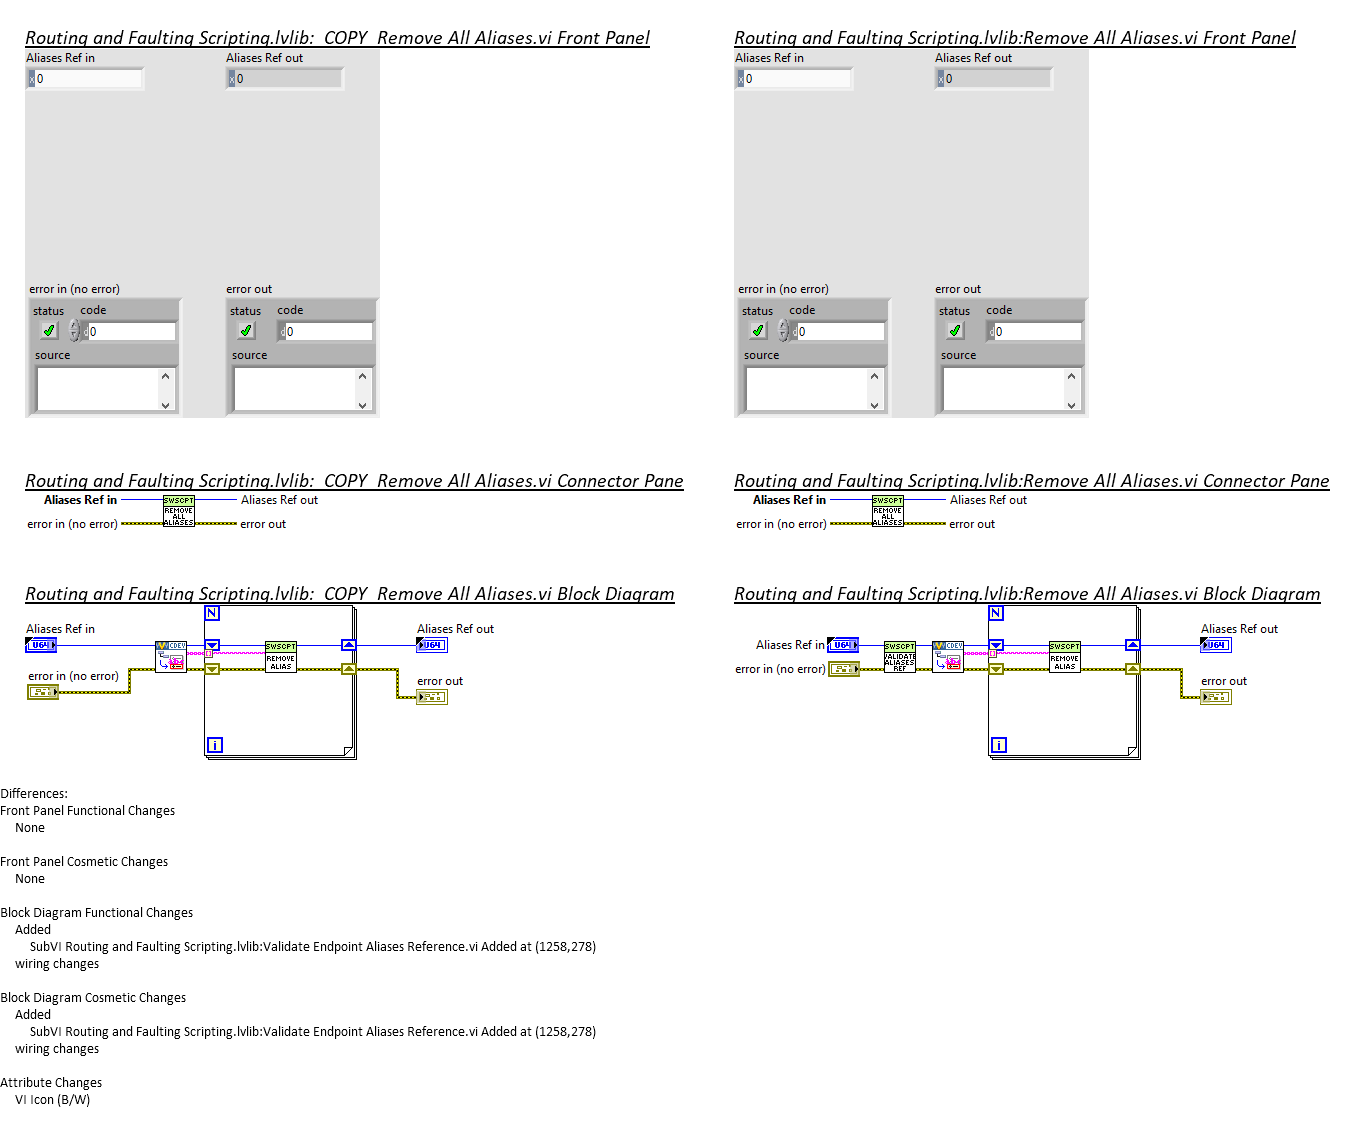 Routing and Faulting Scripting.lvlib:_COPY_Remove All Aliases.vi Front Panel
Aliases Ref in
Aliases Ref out
x 0
x 0
error in (no error)
error out
status
code
status
code
d 0
d 0
source
source
Routing and Faulting Scripting.lvlib:Remove All Aliases.vi Front Panel
Aliases Ref in
Aliases Ref out
x 0
x 0
error in (no error)
error out
status
code
status
code
d 0
d 0
source
source
Routing and Faulting Scripting.lvlib:_COPY_Remove All Aliases.vi Connector Pane
Aliases Ref in
SWSCPT
REMOVE
ALL
ALIASES
Aliases Ref out
error in (no error)
error out
Routing and Faulting Scripting.lvlib:Remove All Aliases.vi Connector Pane
Aliases Ref in
SWSCPT
REMOVE
ALL
ALIASES
Aliases Ref out
error in (no error)
error out
Routing and Faulting Scripting.lvlib:_COPY_Remove All Aliases.vi Block Diagram
N
Aliases Ref in
U64
CDEV
SWSCPT
REMOVE
ALIAS
Aliases Ref out
U64
error in (no error)
error out
i
Routing and Faulting Scripting.lvlib:Remove All Aliases.vi Block Diagram
N
Aliases Ref in
U64
SWSCPT
VALIDATE
ALIASES
REF
CDEV
SWSCPT
REMOVE
ALIAS
Aliases Ref out
U64
error in (no error)
error out
i
Differences:
Front Panel Functional Changes
None
Front Panel Cosmetic Changes
None
Block Diagram Functional Changes
Added
SubVI Routing and Faulting Scripting.lvlib:Validate Endpoint Aliases Reference.vi Added at (1258,278)
wiring changes
Block Diagram Cosmetic Changes
Added
SubVI Routing and Faulting Scripting.lvlib:Validate Endpoint Aliases Reference.vi Added at (1258,278)
wiring changes
Attribute Changes
VI Icon (B/W)